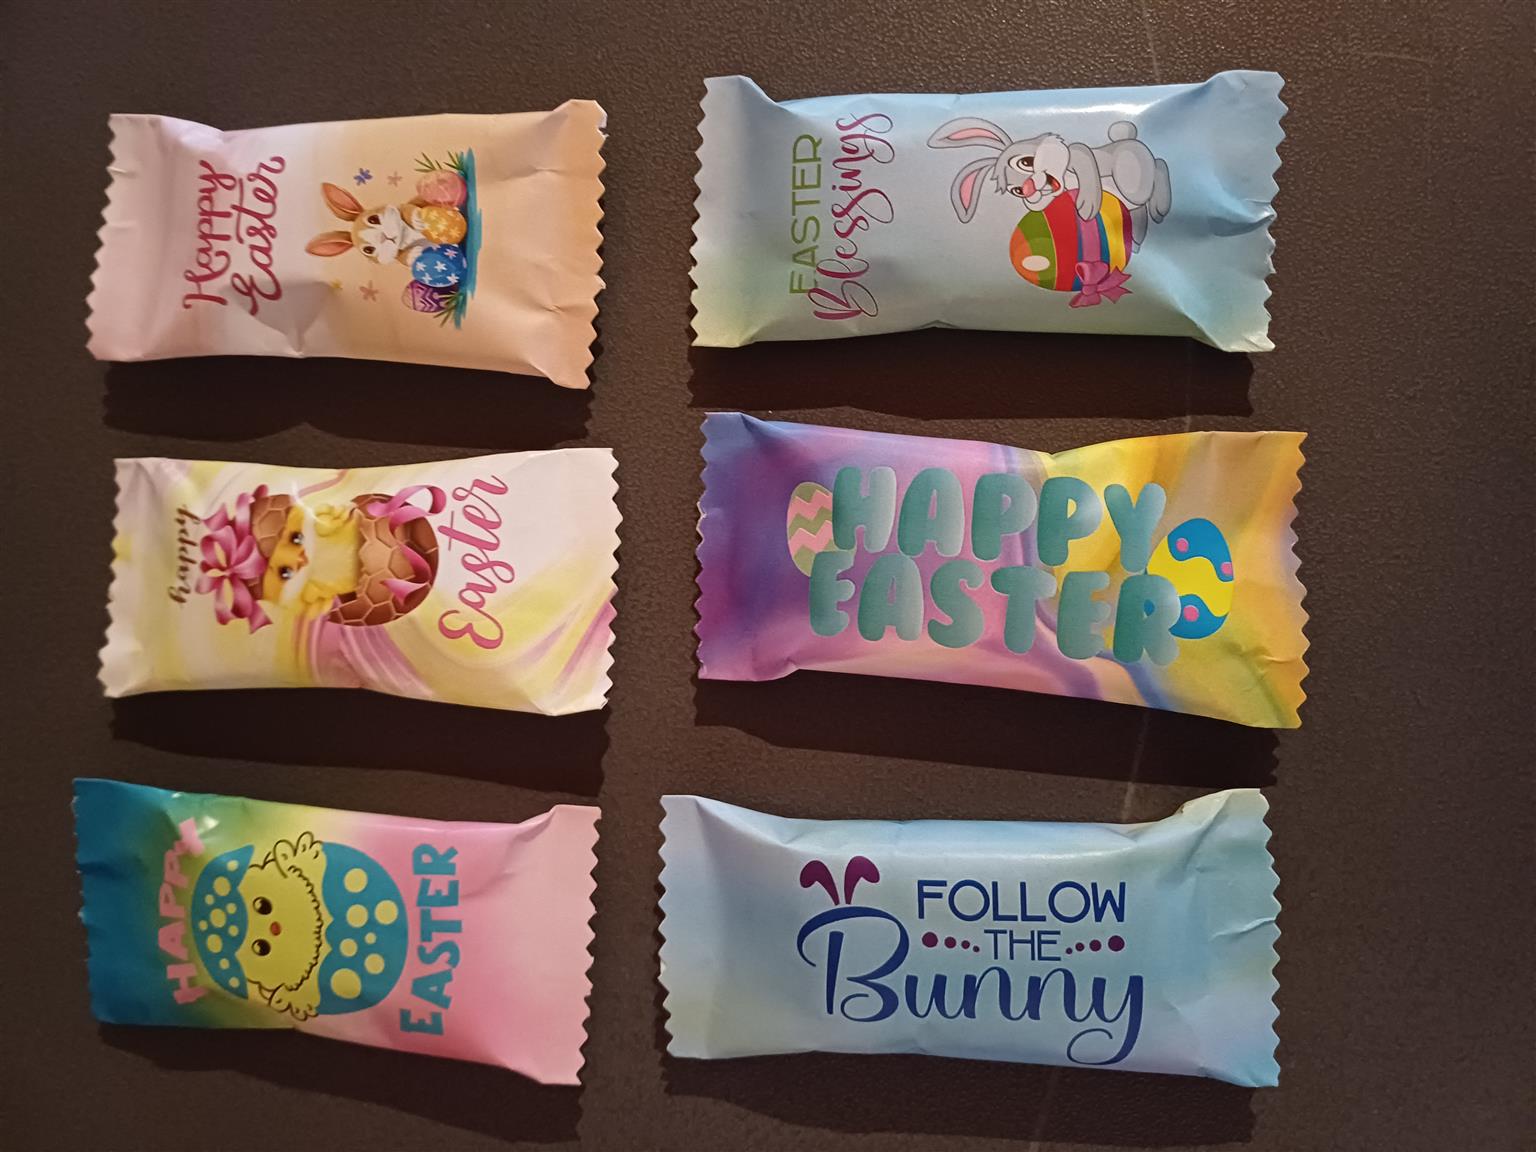 Happy
Easter
EASTER
Blessings
happy
Easter
HAPPY
EASTER
HAPPY
EASTER
FOLLOW
THE
Bunny